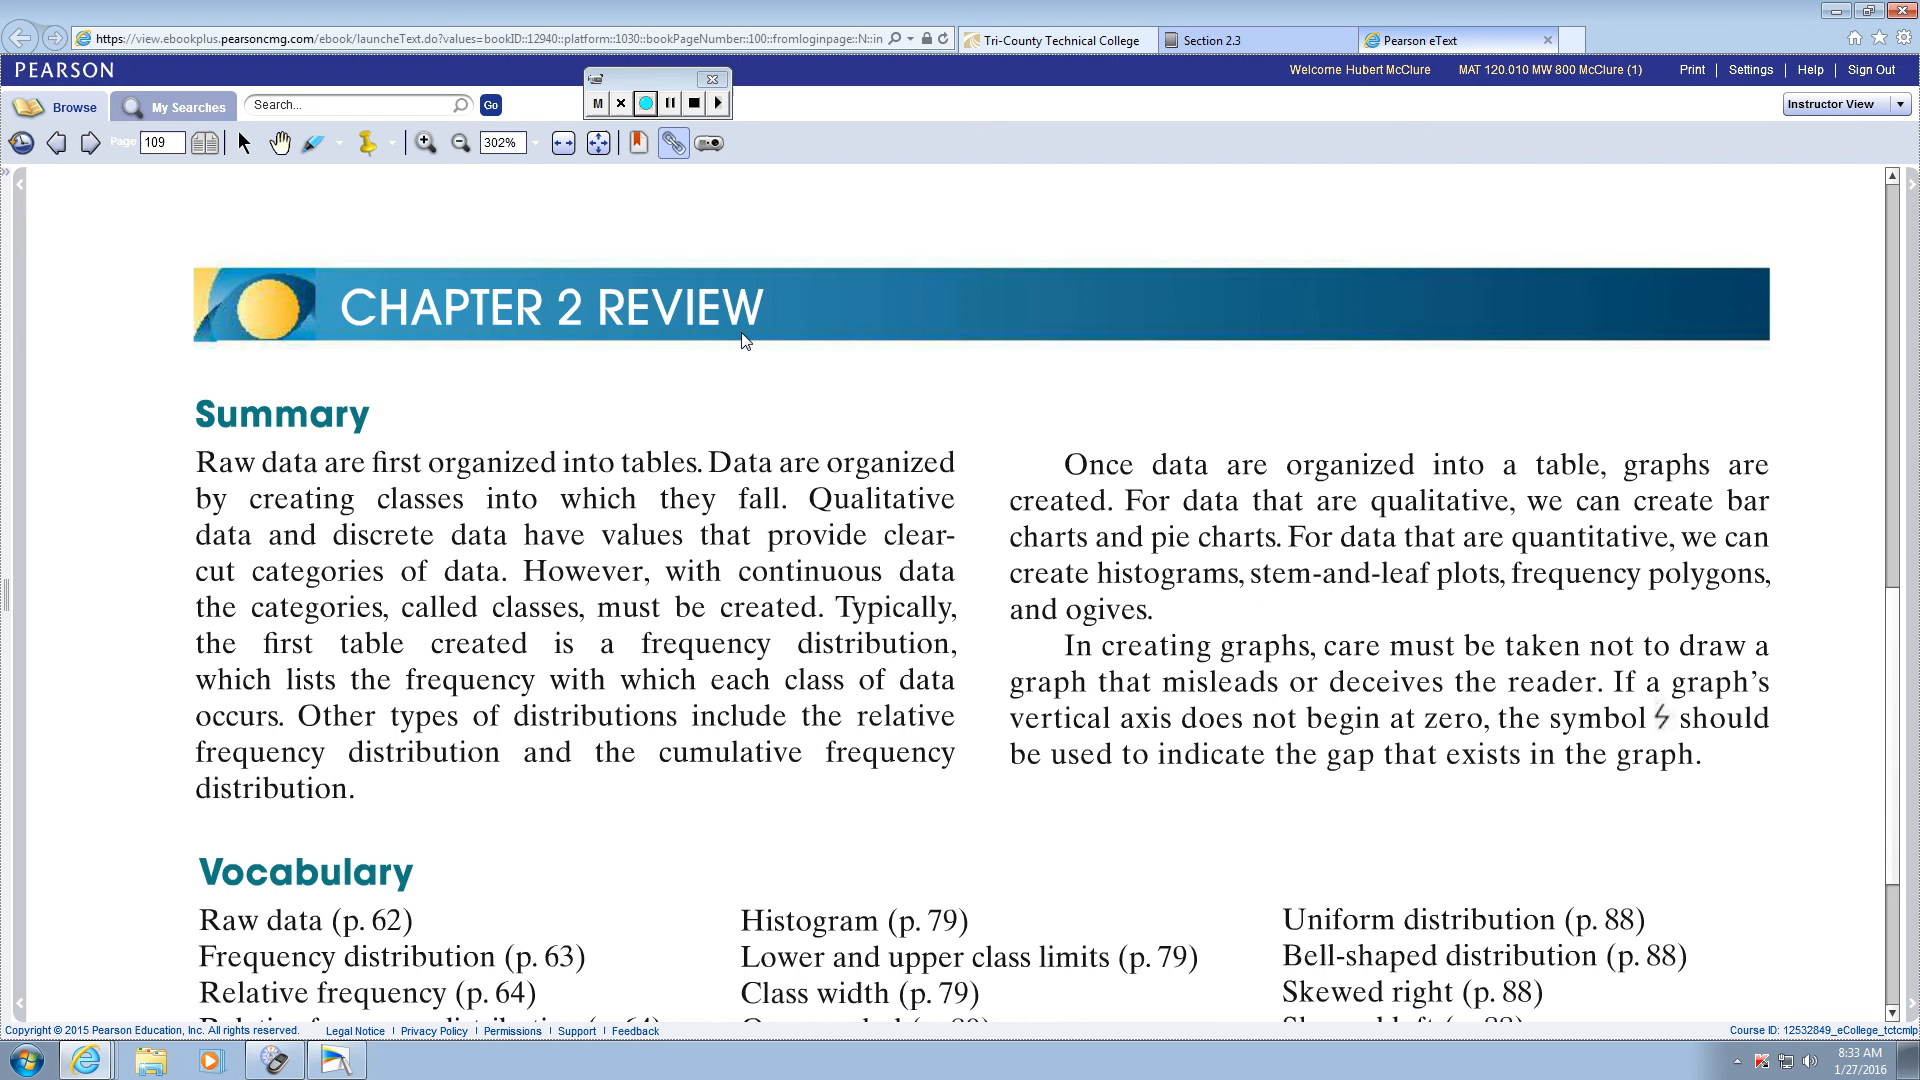 https://view.ebookplus.pearsoncmg.com/ebook/launcheText.do?values=bookID::12940::platform::1030::bookPageNumber::100::fromloginpage::N::in
Tri-County Technical College
Section 2.3
Pearson eText
PEARSON
Welcome Hubert McClure
MAT 120.010 MW 800 McClure (1)
Print | Settings | Help | Sign Out
Browse
My Searches
Search...
Go
M
Instructor View
Page 109
302%
CHAPTER 2 REVIEW
Summary
Raw data are first organized into tables. Data are organized
by creating classes into which they fall. Qualitative
data and discrete data have values that provide clear-
cut categories of data. However, with continuous data
the categories, called classes, must be created. Typically,
the first table created is a frequency distribution,
which lists the frequency with which each class of data
occurs. Other types of distributions include the relative
frequency distribution and the cumulative frequency
distribution.
Once data are organized into a table, graphs are
created. For data that are qualitative, we can create bar
charts and pie charts. For data that are quantitative, we can
create histograms, stem-and-leaf plots, frequency polygons,
and ogives.
In creating graphs, care must be taken not to draw a
graph that misleads or deceives the reader. If a graph's
vertical axis does not begin at zero, the symbol should
be used to indicate the gap that exists in the graph.
Vocabulary
Raw data (p. 62)
Frequency distribution (p. 63)
Relative frequency (p. 64)
Histogram (p. 79)
Lower and upper class limits (p. 79)
Class width (p. 79)
Uniform distribution (p. 88)
Bell-shaped distribution (p. 88)
Skewed right (p. 88)
Copyright © 2015 Pearson Education, Inc. All rights reserved.
Legal Notice | Privacy Policy | Permissions | Support | Feedback
Course ID: 12532849_eCollege_tctcmlp
8:33 AM
1/27/2016